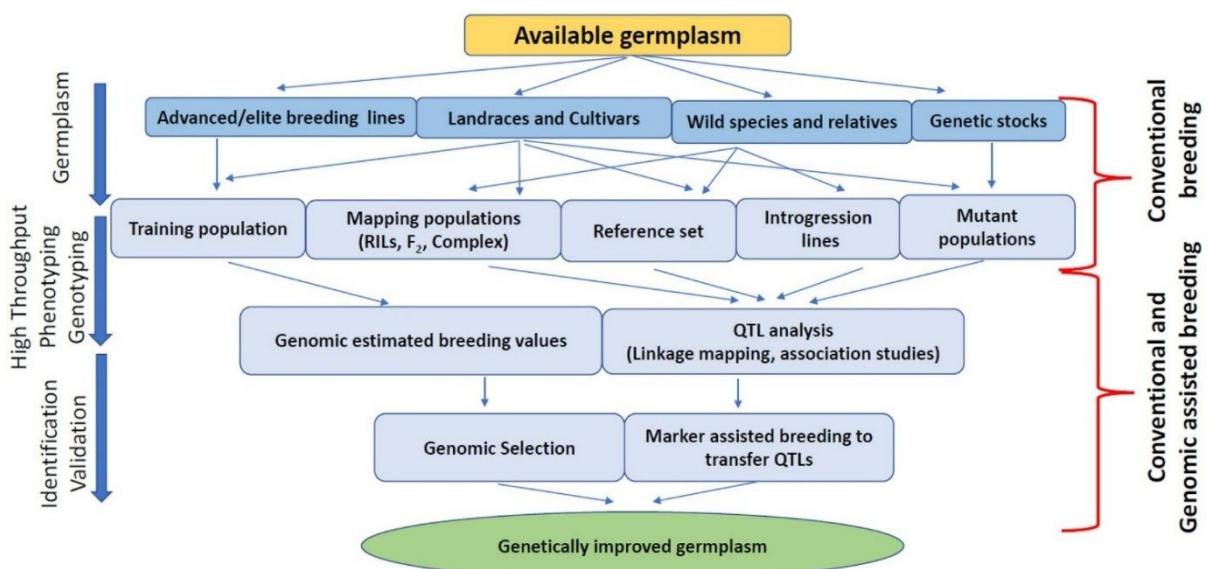 Available germplasm
Germplasm
Advanced/elite breeding lines
Landraces and Cultivars
Wild species and relatives
Genetic stocks
Conventional
breeding
Training population
Mapping populations
(RILs, F₂, Complex)
Reference set
Introgression
lines
Mutant
populations
High Throughput
Phenotyping
Genotyping
Genomic estimated breeding values
QTL analysis
(Linkage mapping, association studies)
Conventional and
Genomic assisted breeding
Identification
Validation
Genomic Selection
Marker assisted breeding to
transfer QTLs
Genetically improved germplasm